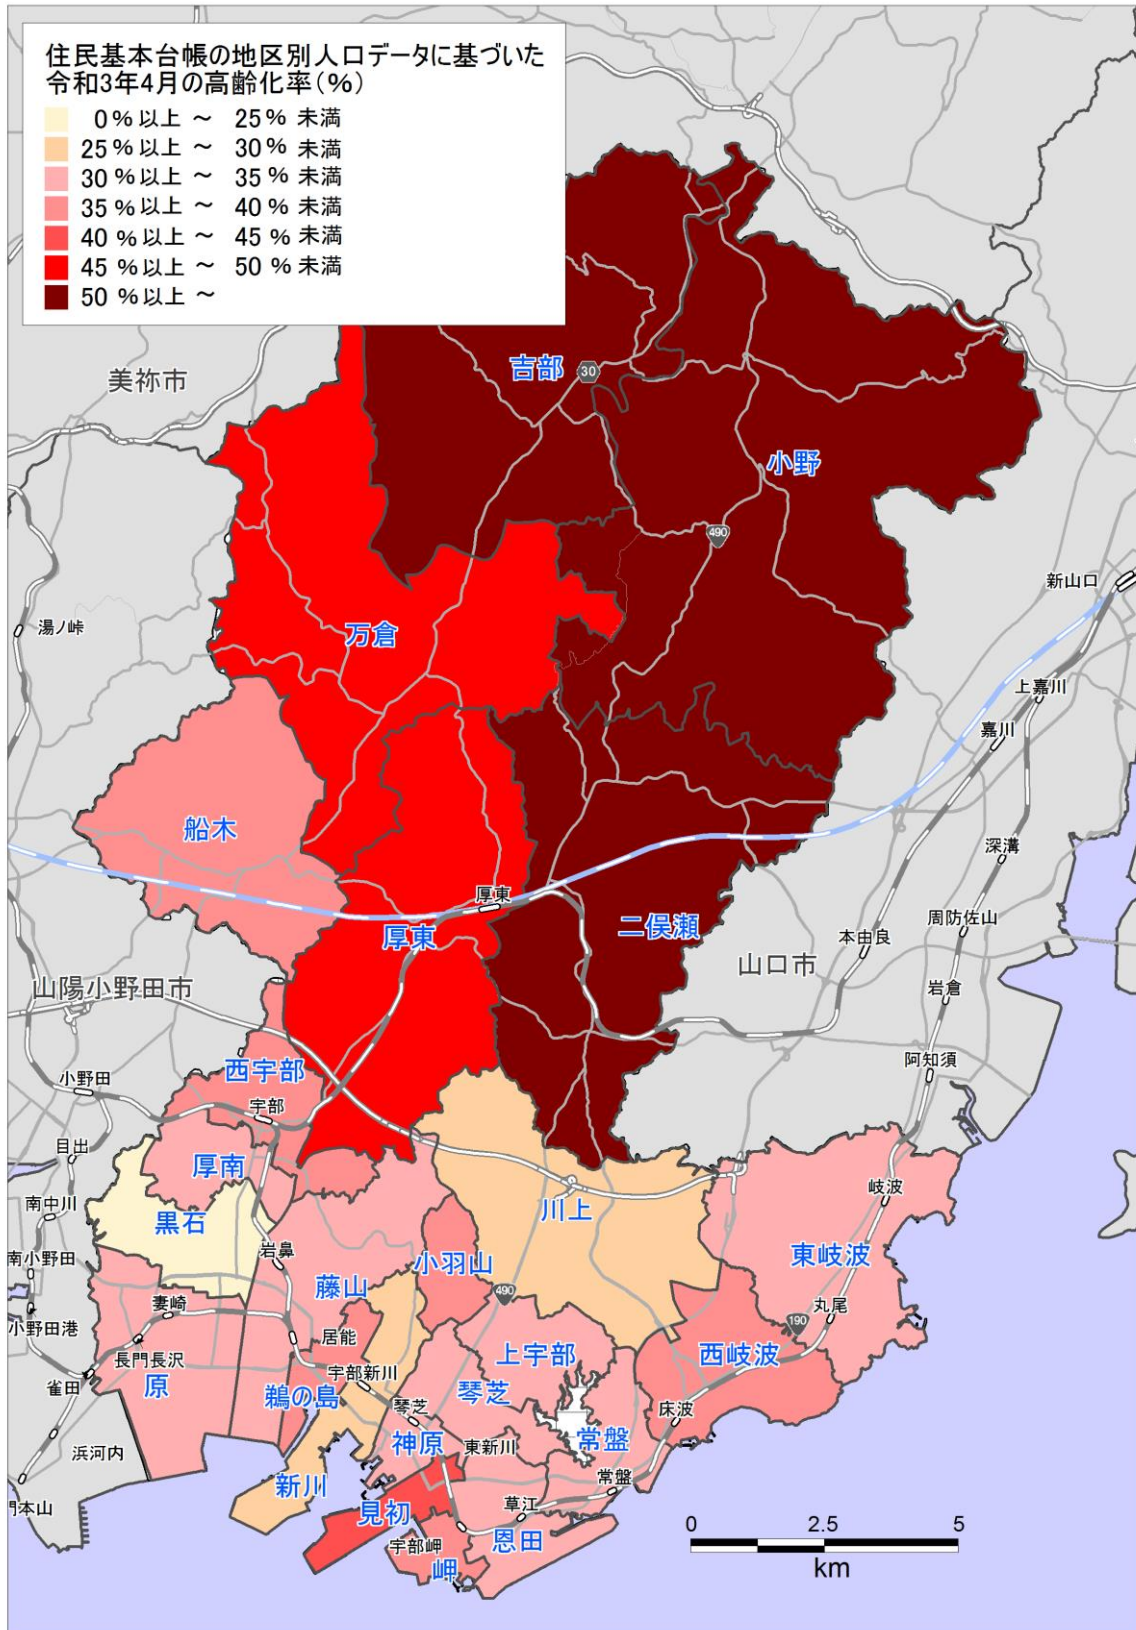 住民基本台帳の地区別人口データに基づいた
令和3年4月の高齢化率(%)
0%以上 ～ 25% 未満
25%以上 ～ 30% 未満
30%以上 ～ 35% 未満
35%以上 ～ 40% 未満
40%以上 ～ 45% 未満
45%以上 ～ 50% 未満
50%以上 ～
美祢市
吉部
30
小野
490
新山口
湯ノ峠
万倉
上嘉川
嘉川
船木
深溝
厚東
周防佐山
二俣瀬
本由良
厚東
山口市
山陽小野田市
岩倉
阿知須
西宇部
小野田
宇部
目出
厚南
岐波
南中川
黒石
川上
南小野田
岩鼻
小羽山
東岐波
藤山
490
妻崎
丸尾
190
小野田港
居能
長門長沢
上宇部
西岐波
原
宇部新川
雀田
鵜の島
琴芝
琴芝
床波
神原
東新川
常盤
浜河内
新川
常盤
門本山
見初
草江
恩田
宇部岬
岬
0 2.5 5
km